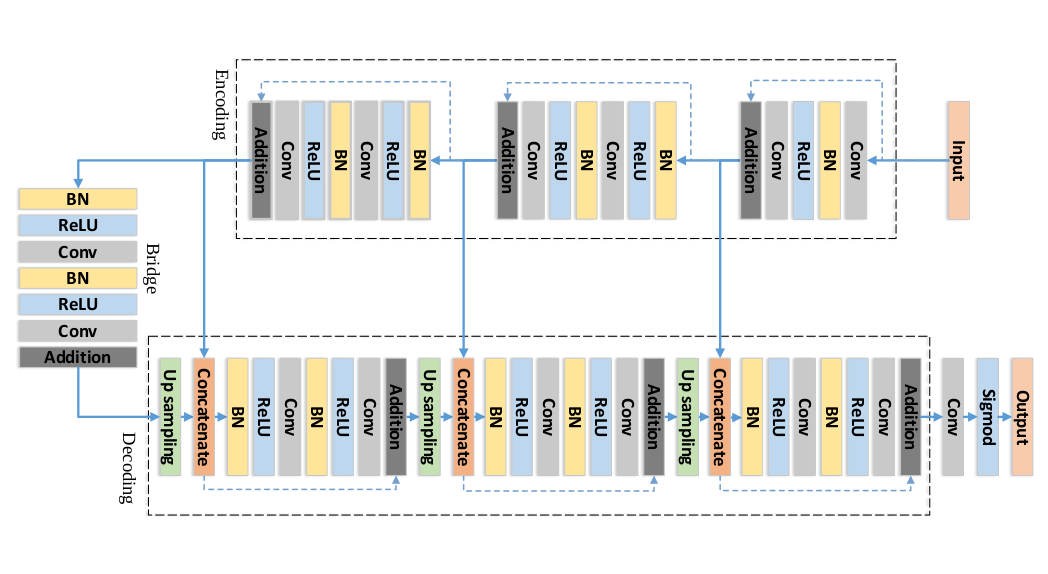 Encoding
Addition
Conv
ReLU
BN
Conv
ReLU
BN
Addition
Conv
ReLU
BN
Conv
ReLU
BN
Addition
Conv
ReLU
BN
Conv
Input
BN
ReLU
Conv
BN
ReLU
Conv
Addition
Bridge
Decoding
Up sampling
Concatenate
BN
ReLU
Conv
BN
ReLU
Conv
Addition
Up sampling
Concatenate
BN
ReLU
Conv
BN
ReLU
Conv
Addition
Up sampling
Concatenate
BN
ReLU
Conv
BN
ReLU
Conv
Addition
Conv
Sigmod
Output